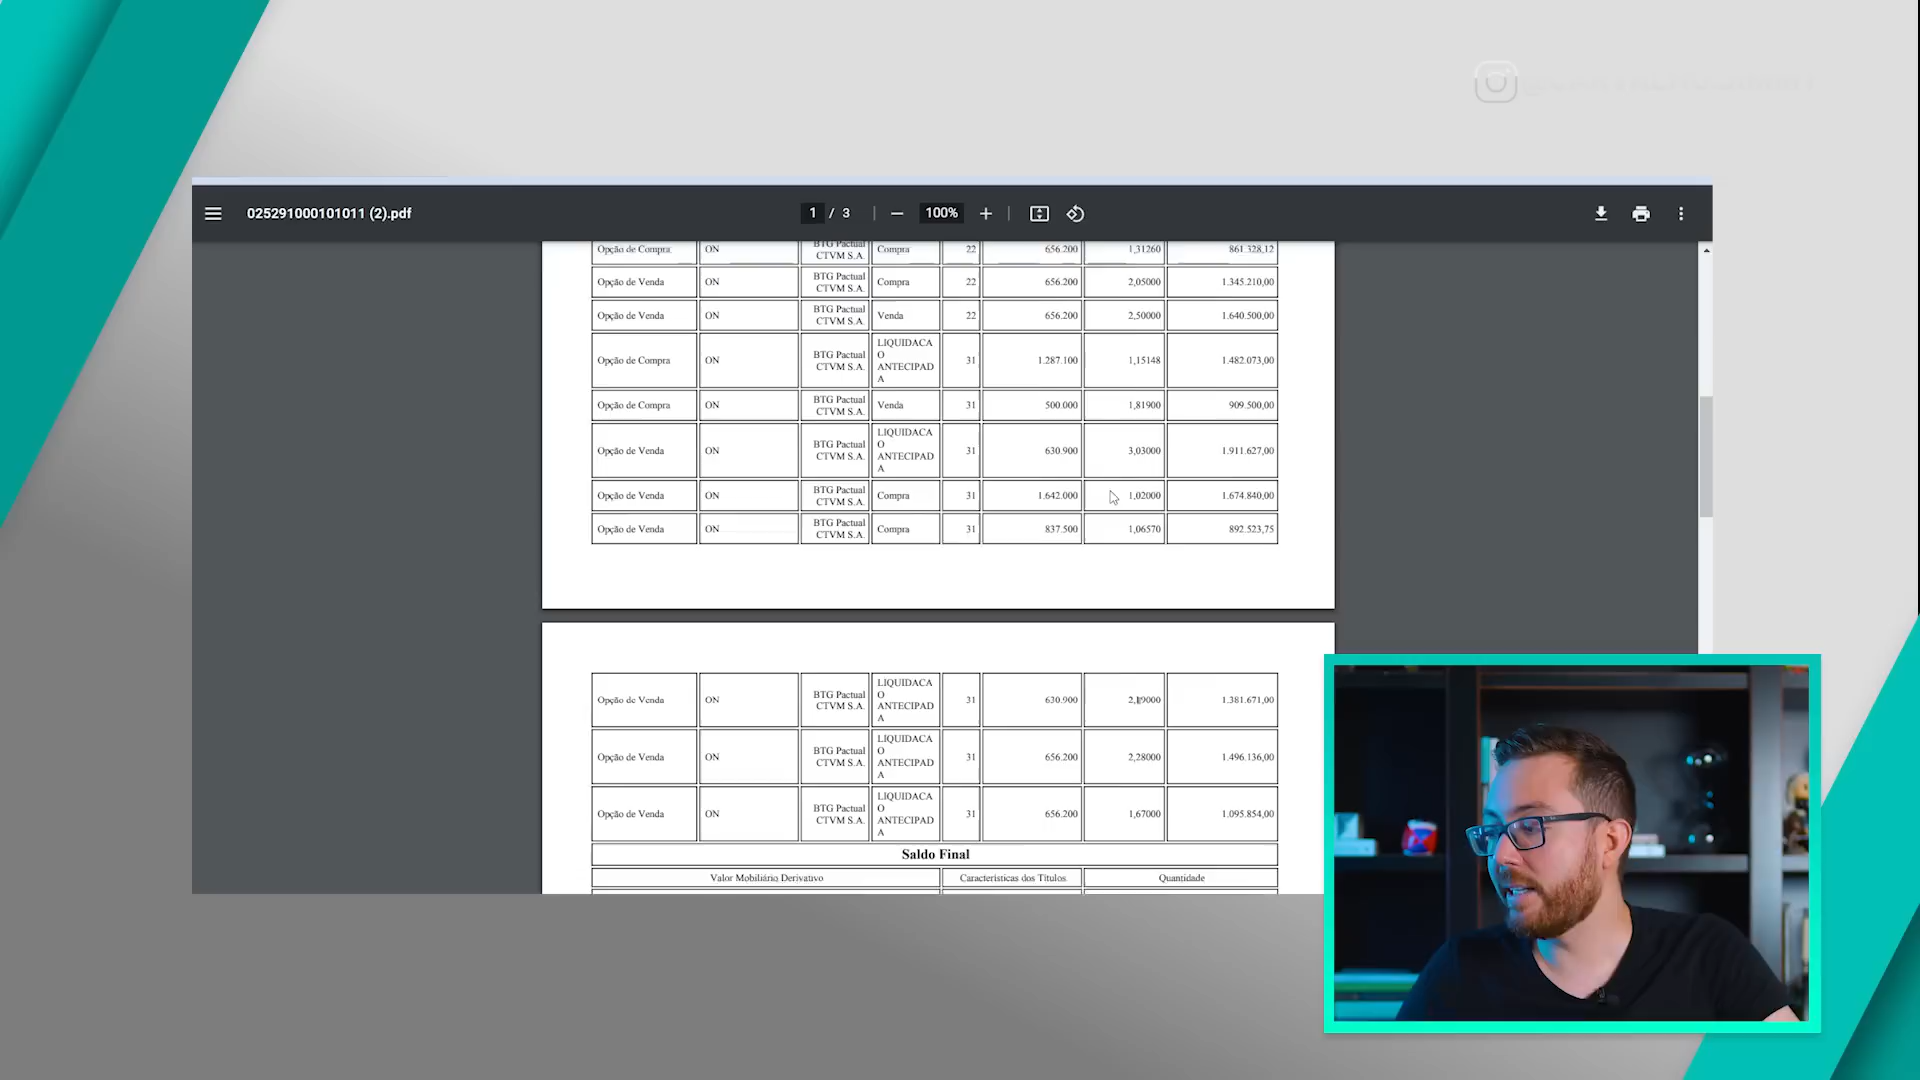 025291000101011 (2).pdf
1 / 3
100%
Opção de Compra ON BTG Pactual CTVM S.A. Compra 22 656.200 1,31260 861.328,12
Opção de Venda ON BTG Pactual CTVM S.A. Compra 22 656.200 2,05000 1.345.210,00
Opção de Venda ON BTG Pactual CTVM S.A. Venda 22 656.200 2,50000 1.640.500,00
Opção de Compra ON BTG Pactual CTVM S.A. LIQUIDACAO ANTECIPADA 31 1.287.100 1,15148 1.482.073,00
Opção de Compra ON BTG Pactual CTVM S.A. Venda 31 500.000 1,81900 909.500,00
Opção de Venda ON BTG Pactual CTVM S.A. LIQUIDACAO ANTECIPADA 31 630.900 3,03000 1.911.627,00
Opção de Venda ON BTG Pactual CTVM S.A. Compra 31 1.642.000 1,02000 1.674.840,00
Opção de Venda ON BTG Pactual CTVM S.A. Compra 31 837.500 1,06570 892.523,75
Opção de Venda ON BTG Pactual CTVM S.A. LIQUIDACAO ANTECIPADA 31 630.900 2,19000 1.381.671,00
Opção de Venda ON BTG Pactual CTVM S.A. LIQUIDACAO ANTECIPADA 31 656.200 2,28000 1.496.136,00
Opção de Venda ON BTG Pactual CTVM S.A. LIQUIDACAO ANTECIPADA 31 656.200 1,67000 1.095.854,00
Saldo Final
Valor Mobiliário Derivativo Características dos Títulos Quantidade